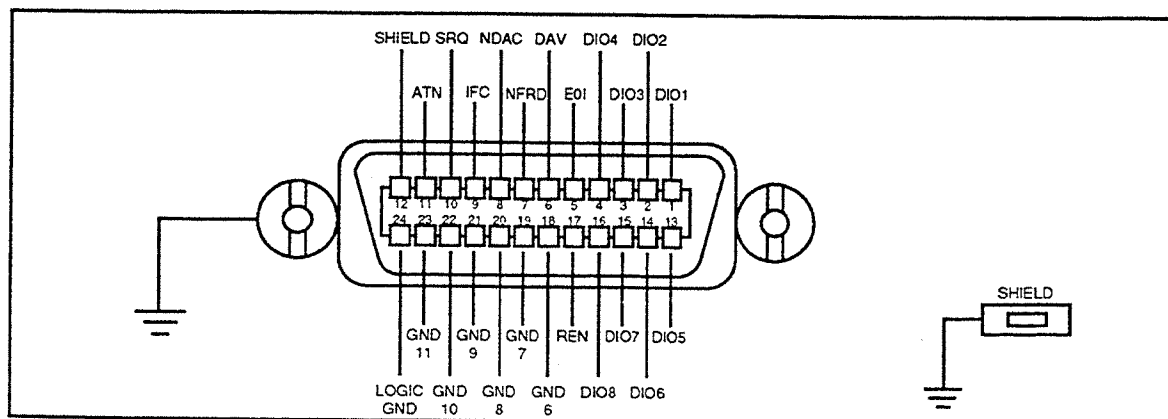 SHIELD SRQ NDAC DAV DIO4 DIO2
ATN IFC NFRD E0I DIO3 DIO1
12 11 10 9 8 7 6 5 4 3 2 1
24 23 22 21 20 19 18 17 16 15 14 13
SHIELD
GND 11 GND 9 GND 7 REN DIO7 DIO5
LOGIC GND GND 10 GND 8 GND 6 DIO8 DIO6